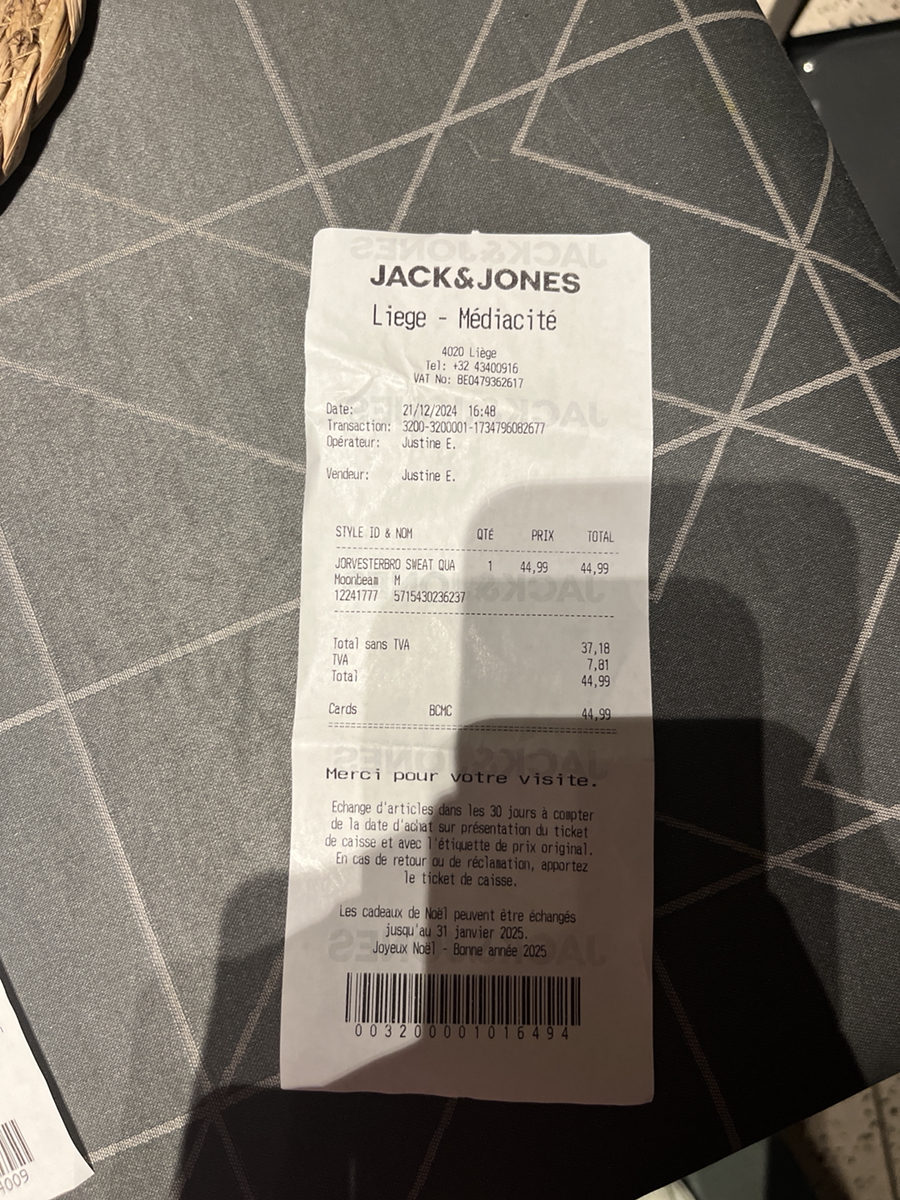 JACK&JONES
Liege - Médiacité
4020 Liège
Tel: +32 43400916
VAT No: BE0479362617
Date: 21/12/2024 16:48
Transaction: 3200-3200001-1734796082677
Opérateur: Justine E.
Vendeur: Justine E.
STYLE ID & NOM QTÉ PRIX TOTAL
JORVESTERBRO SWEAT QUA 1 44,99 44,99
Moonbeam M
12241777 5715430236237
Total sans TVA 37,18
TVA 7,81
Total 44,99
Cards BCMC 44,99
Merci pour votre visite.
Echange d'articles dans les 30 jours à compter
de la date d'achat sur présentation du ticket
de caisse et avec l'étiquette de prix original.
En cas de retour ou de réclamation, apportez
le ticket de caisse.
Les cadeaux de Noël peuvent être échangés
jusqu'au 31 janvier 2025.
Joyeux Noël - Bonne année 2025
003200001016494
4009